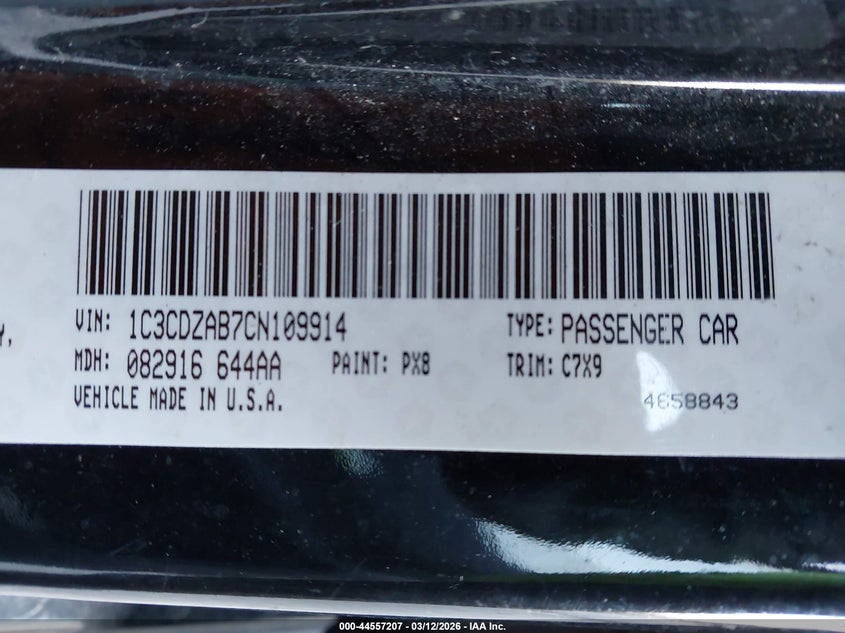 VIN: 1C3CDZAB7CN109914 TYPE: PASSENGER CAR
Y.
MDH: 082916 644AA PAINT: PX8 TRIM: C7X9
VEHICLE MADE IN U.S.A. 4658843
000-44557207 - 03/12/2026 - IAA Inc.